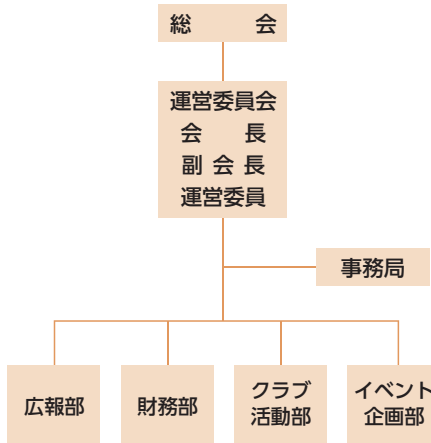 総　会
運営委員会
会　長
副 会 長
運営委員
事務局
広報部
財務部
クラブ
活動部
イベント
企画部